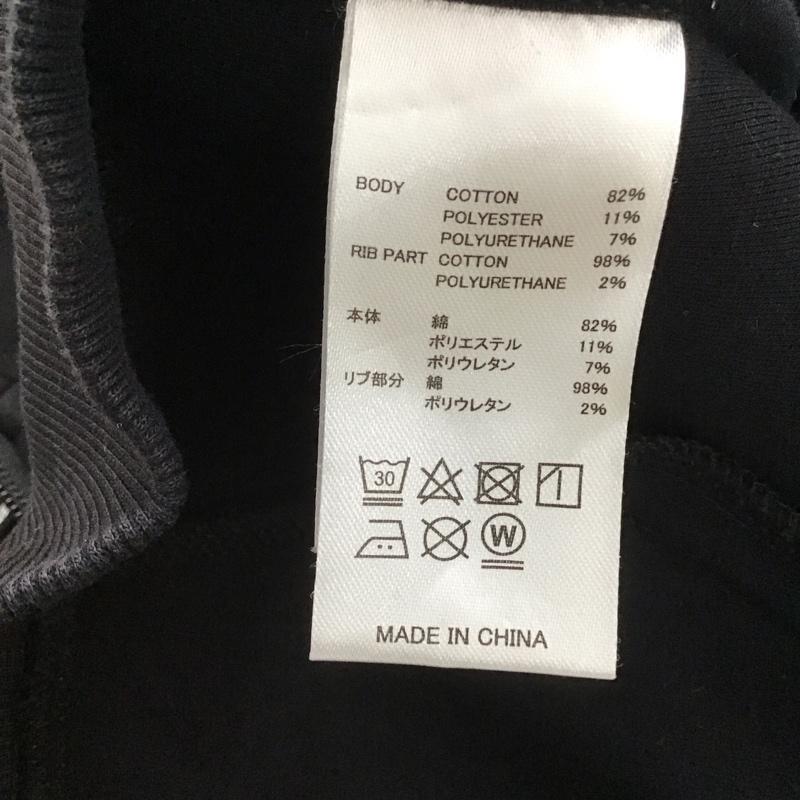 BODY COTTON 82%
POLYESTER 11%
POLYURETHANE 7%
RIB PART COTTON 98%
POLYURETHANE 2%
本体 綿 82%
ポリエステル 11%
ポリウレタン 7%
リブ部分 綿 98%
ポリウレタン 2%
30
W
MADE IN CHINA